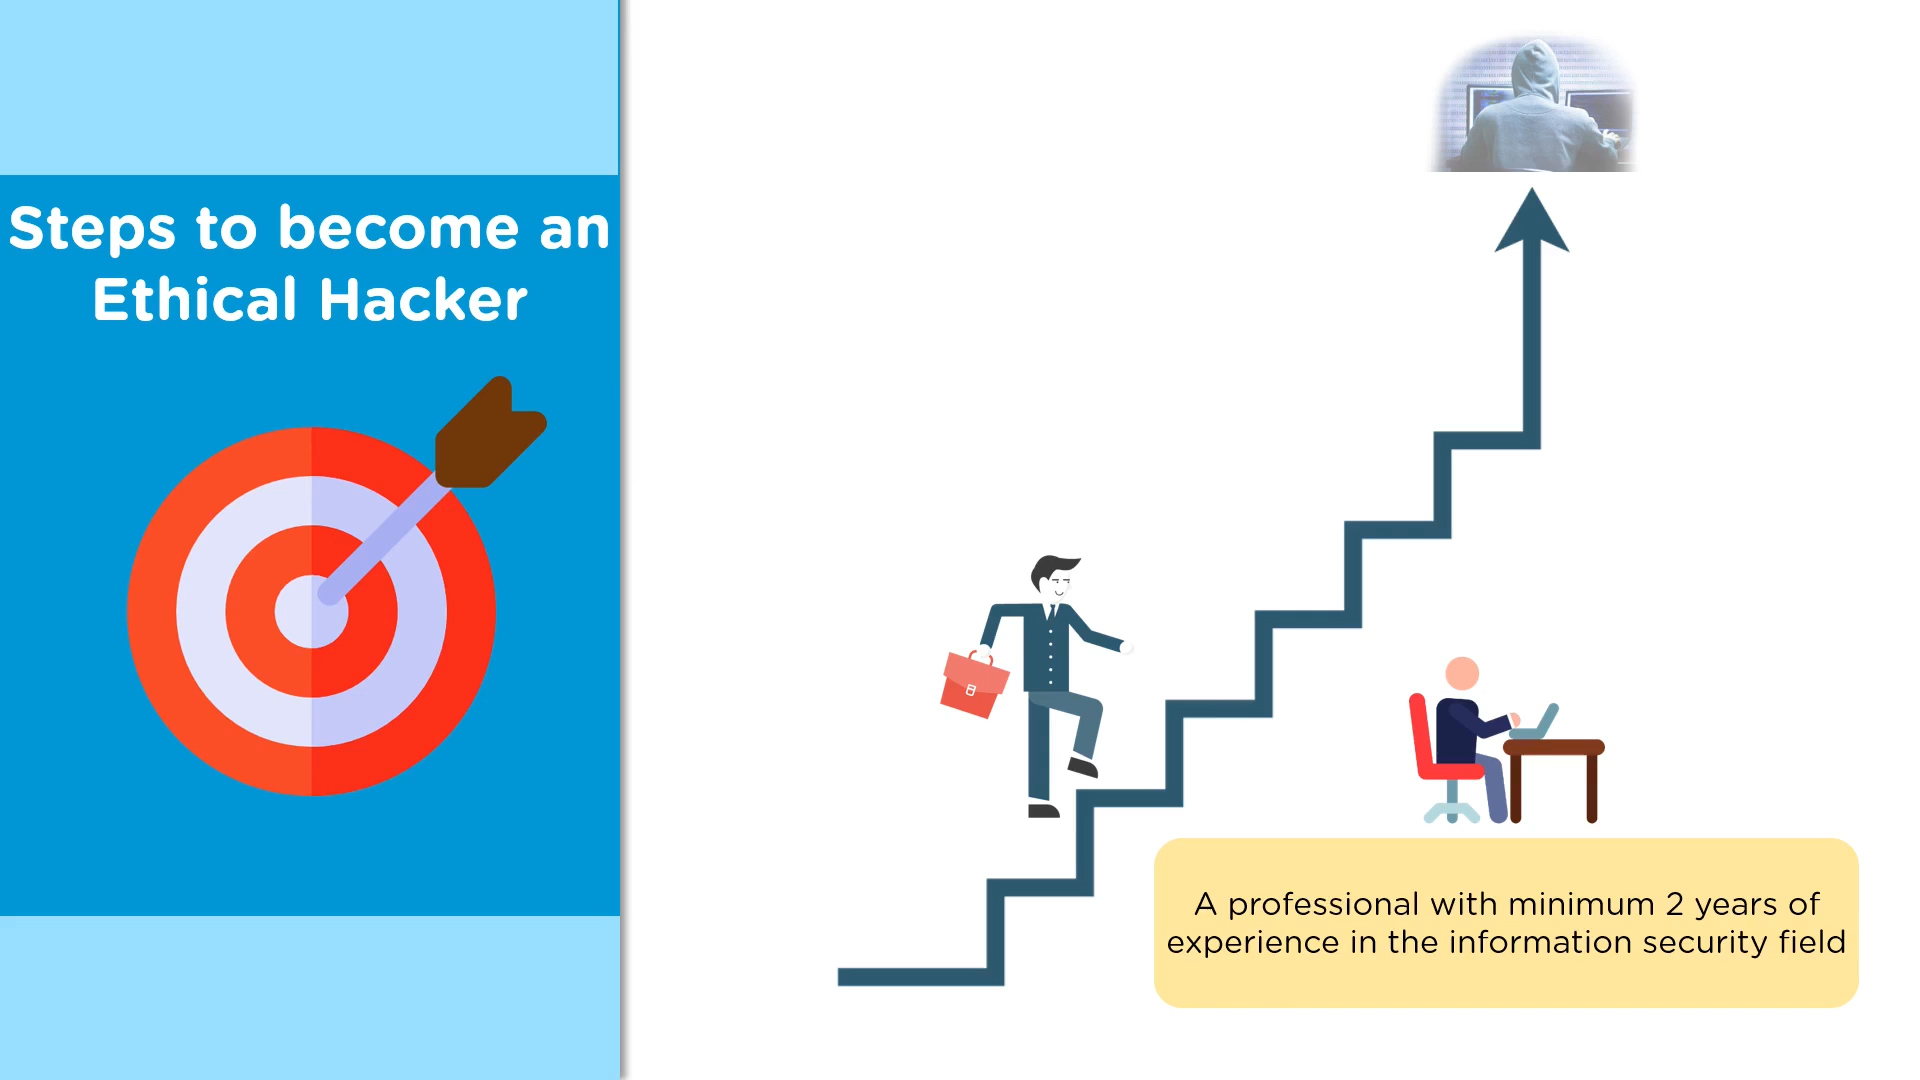 Steps to become an
Ethical Hacker
A professional with minimum 2 years of
experience in the information security field